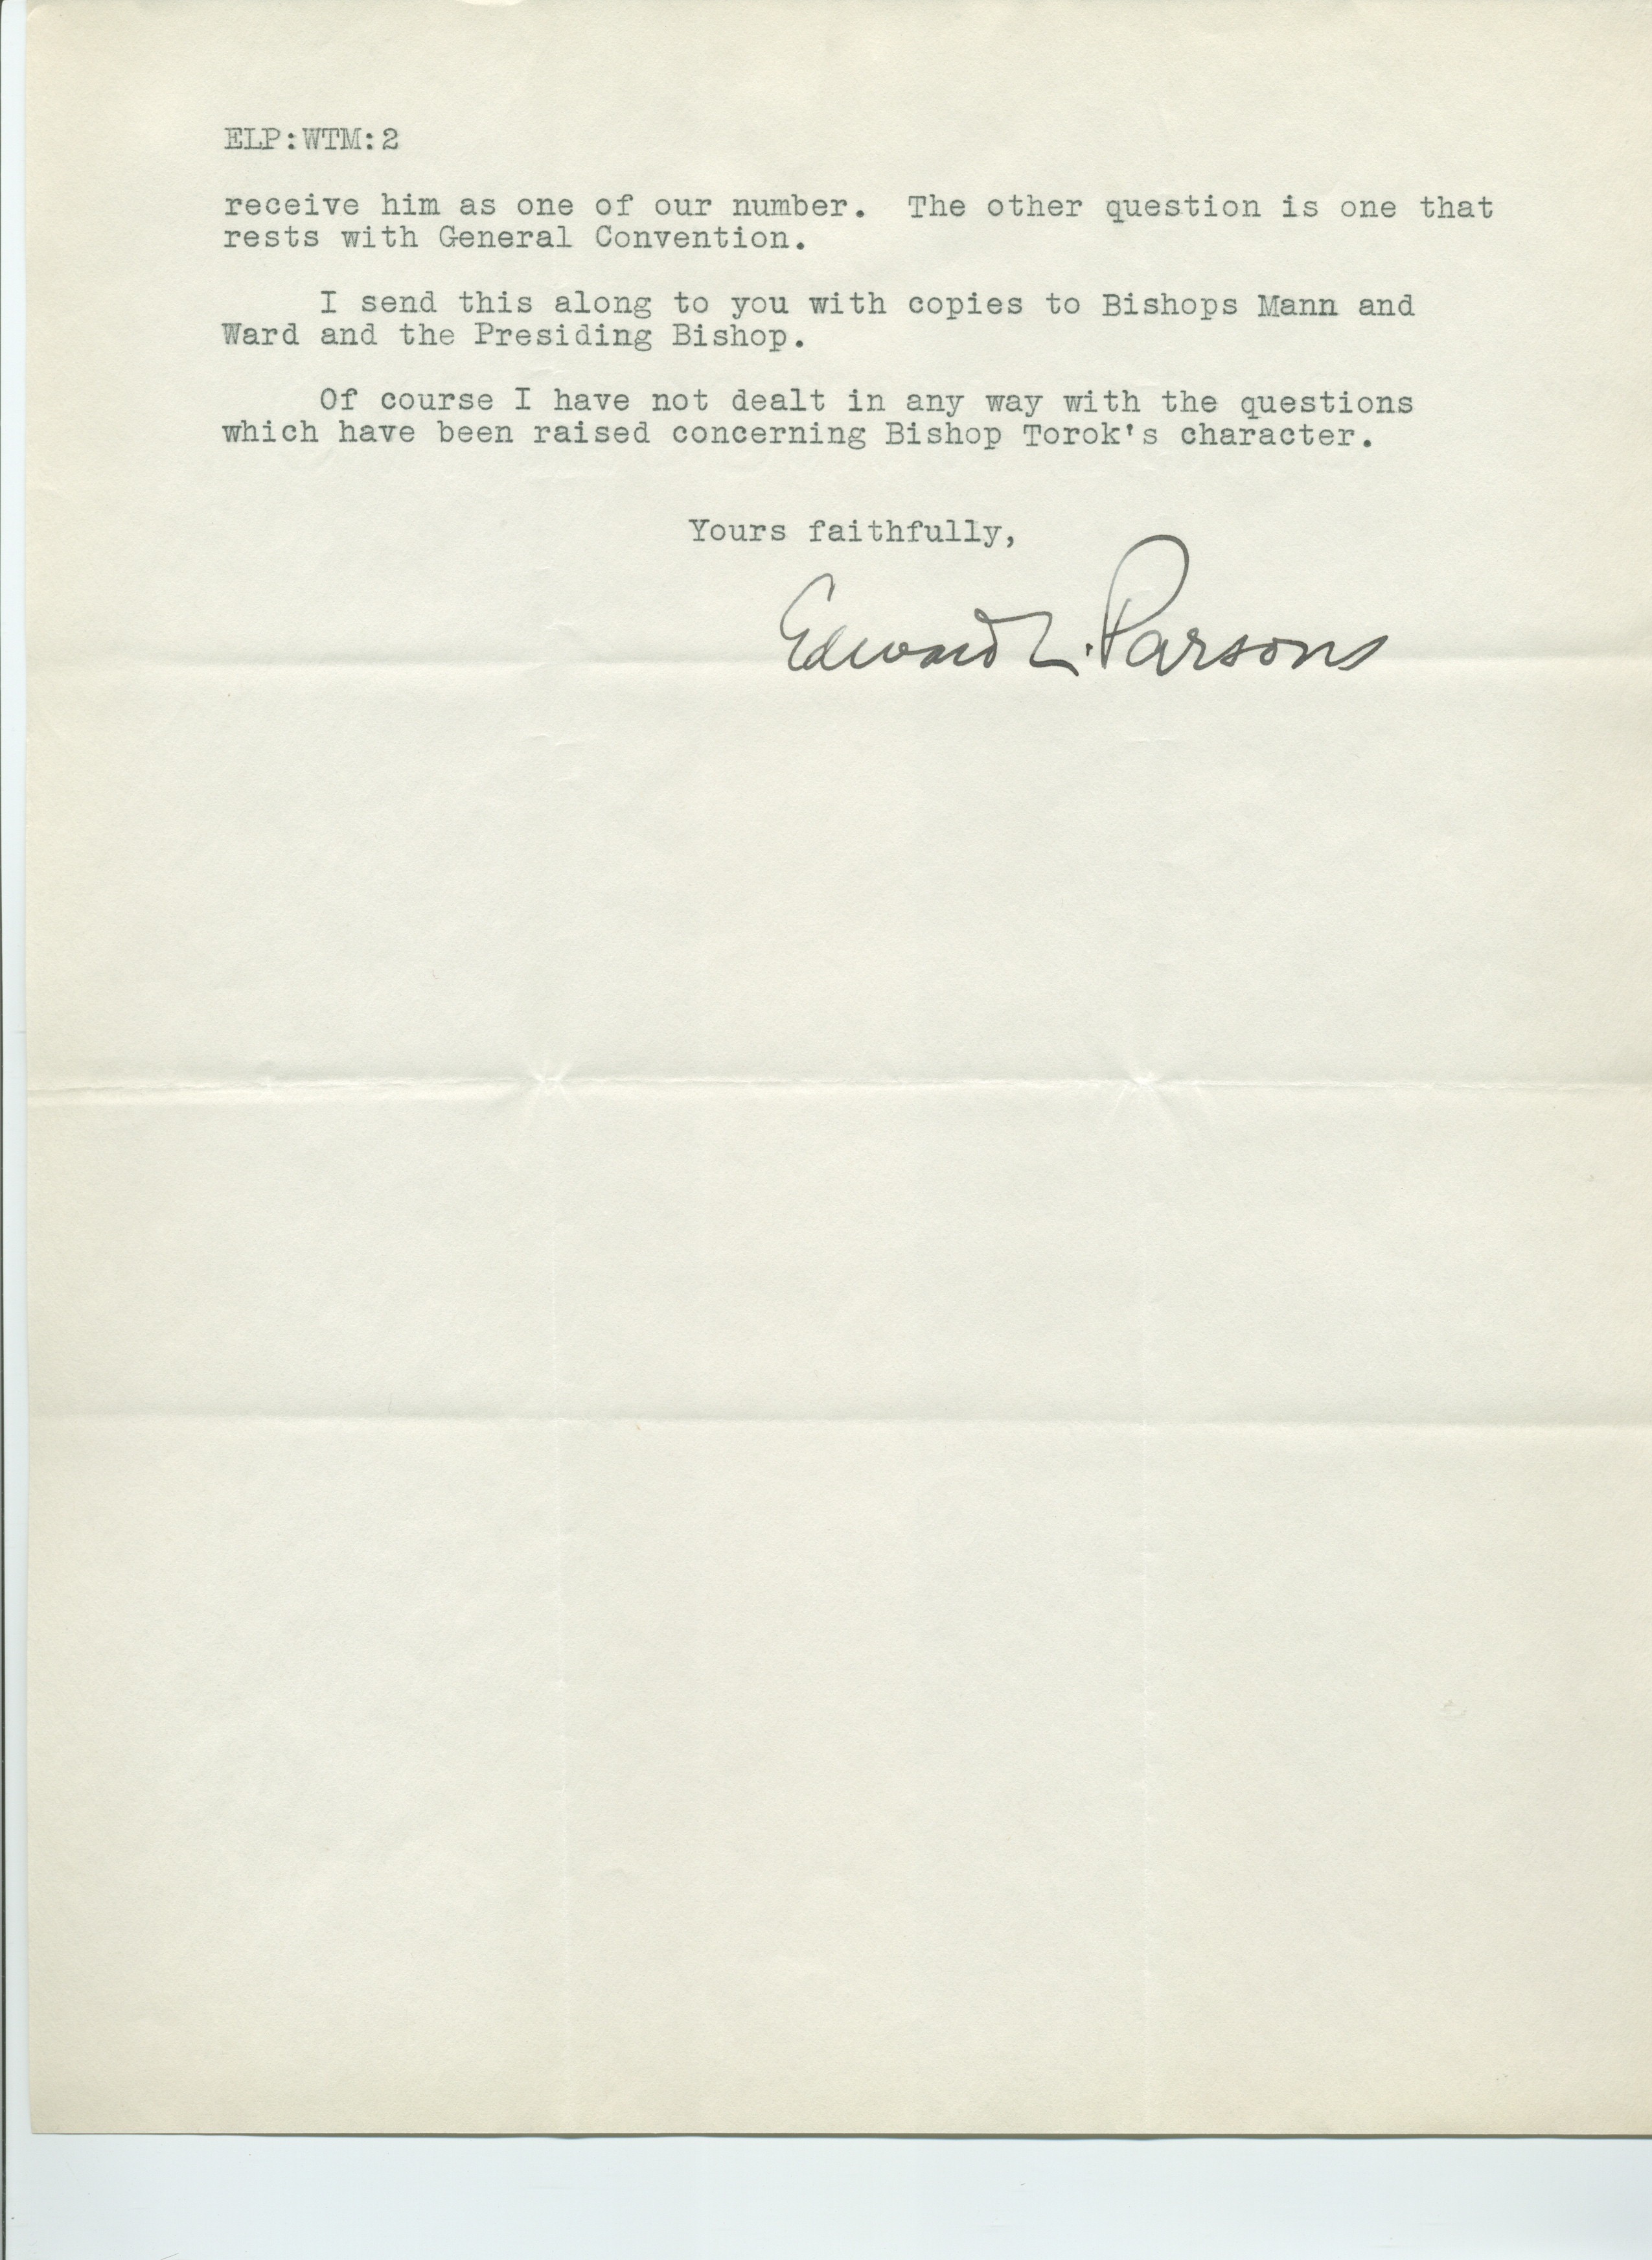 ELP:WTM:2
receive him as one of our number.  The other question is one that
rests with General Convention.
I send this along to you with copies to Bishops Mann and
Ward and the Presiding Bishop.
Of course I have not dealt in any way with the questions
which have been raised concerning Bishop Torok's character.
Yours faithfully,
Edward L. Parsons